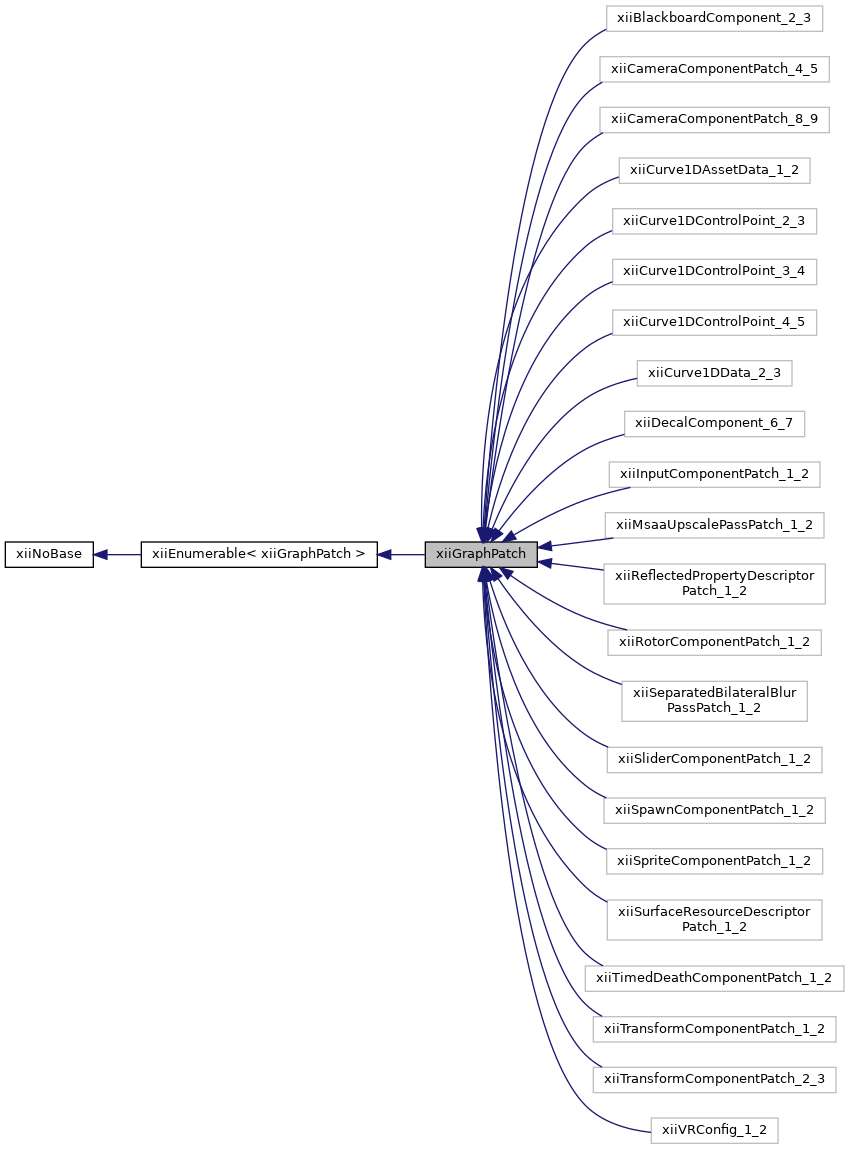 xiiBlackboardComponent_2_3
xiiCameraComponentPatch_4_5
xiiCameraComponentPatch_8_9
xiiCurve1DAssetData_1_2
xiiCurve1DControlPoint_2_3
xiiCurve1DControlPoint_3_4
xiiCurve1DControlPoint_4_5
xiiCurve1DData_2_3
xiiDecalComponent_6_7
xiiInputComponentPatch_1_2
xiiMsaaUpscalePassPatch_1_2
xiiNoBase
xiiEnumerable< xiiGraphPatch >
xiiGraphPatch
xiiReflectedPropertyDescriptor
Patch_1_2
xiiRotorComponentPatch_1_2
xiiSeparatedBilateralBlur
PassPatch_1_2
xiiSliderComponentPatch_1_2
xiiSpawnComponentPatch_1_2
xiiSpriteComponentPatch_1_2
xiiSurfaceResourceDescriptor
Patch_1_2
xiiTimedDeathComponentPatch_1_2
xiiTransformComponentPatch_1_2
xiiTransformComponentPatch_2_3
xiiVRConfig_1_2